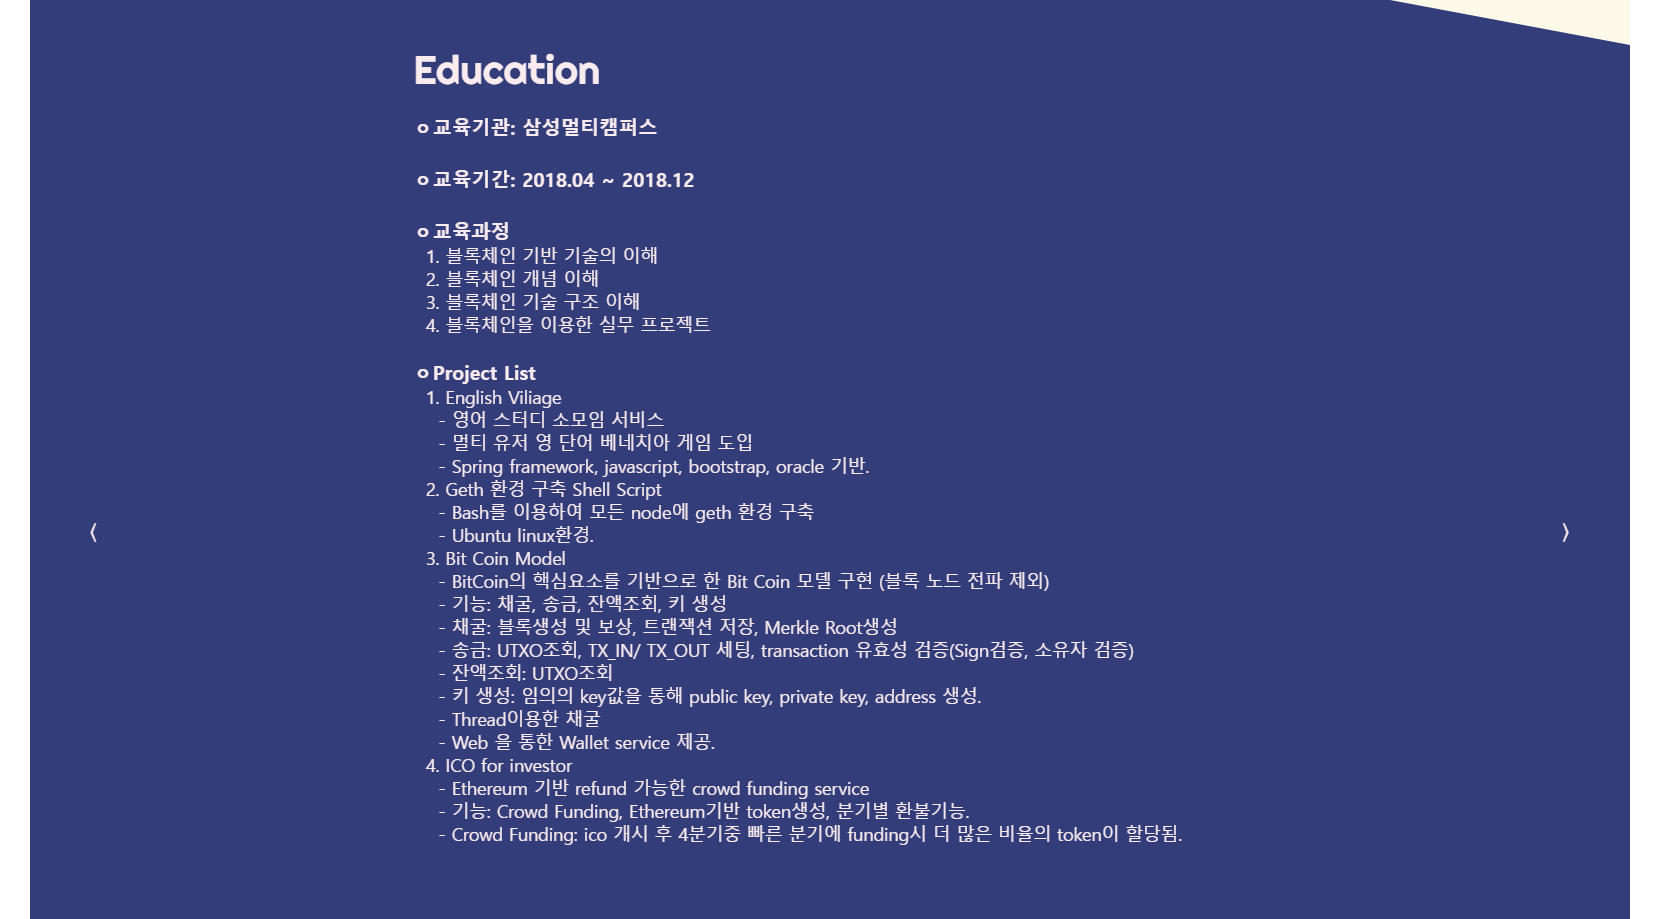 Education
ㅇ교육기관: 삼성멀티캠퍼스
ㅇ교육기간: 2018.04 ~ 2018.12
ㅇ교육과정
1. 블록체인 기반 기술의 이해
2. 블록체인 개념 이해
3. 블록체인 기술 구조 이해
4. 블록체인을 이용한 실무 프로젝트
ㅇProject List
1. English Viliage
- 영어 스터디 소모임 서비스
- 멀티 유저 영 단어 베네치아 게임 도입
- Spring framework, javascript, bootstrap, oracle 기반.
2. Geth 환경 구축 Shell Script
- Bash를 이용하여 모든 node에 geth 환경 구축
- Ubuntu linux환경.
3. Bit Coin Model
- BitCoin의 핵심요소를 기반으로 한 Bit Coin 모델 구현 (블록 노드 전파 제외)
- 기능: 채굴, 송금, 잔액조회, 키 생성
- 채굴: 블록생성 및 보상, 트랜잭션 저장, Merkle Root생성
- 송금: UTXO조회, TX_IN/ TX_OUT 세팅, transaction 유효성 검증(Sign검증, 소유자 검증)
- 잔액조회: UTXO조회
- 키 생성: 임의의 key값을 통해 public key, private key, address 생성.
- Thread이용한 채굴
- Web 을 통한 Wallet service 제공.
4. ICO for investor
- Ethereum 기반 refund 가능한 crowd funding service
- 기능: Crowd Funding, Ethereum기반 token생성, 분기별 환불기능.
- Crowd Funding: ico 개시 후 4분기중 빠른 분기에 funding시 더 많은 비율의 token이 할당됨.